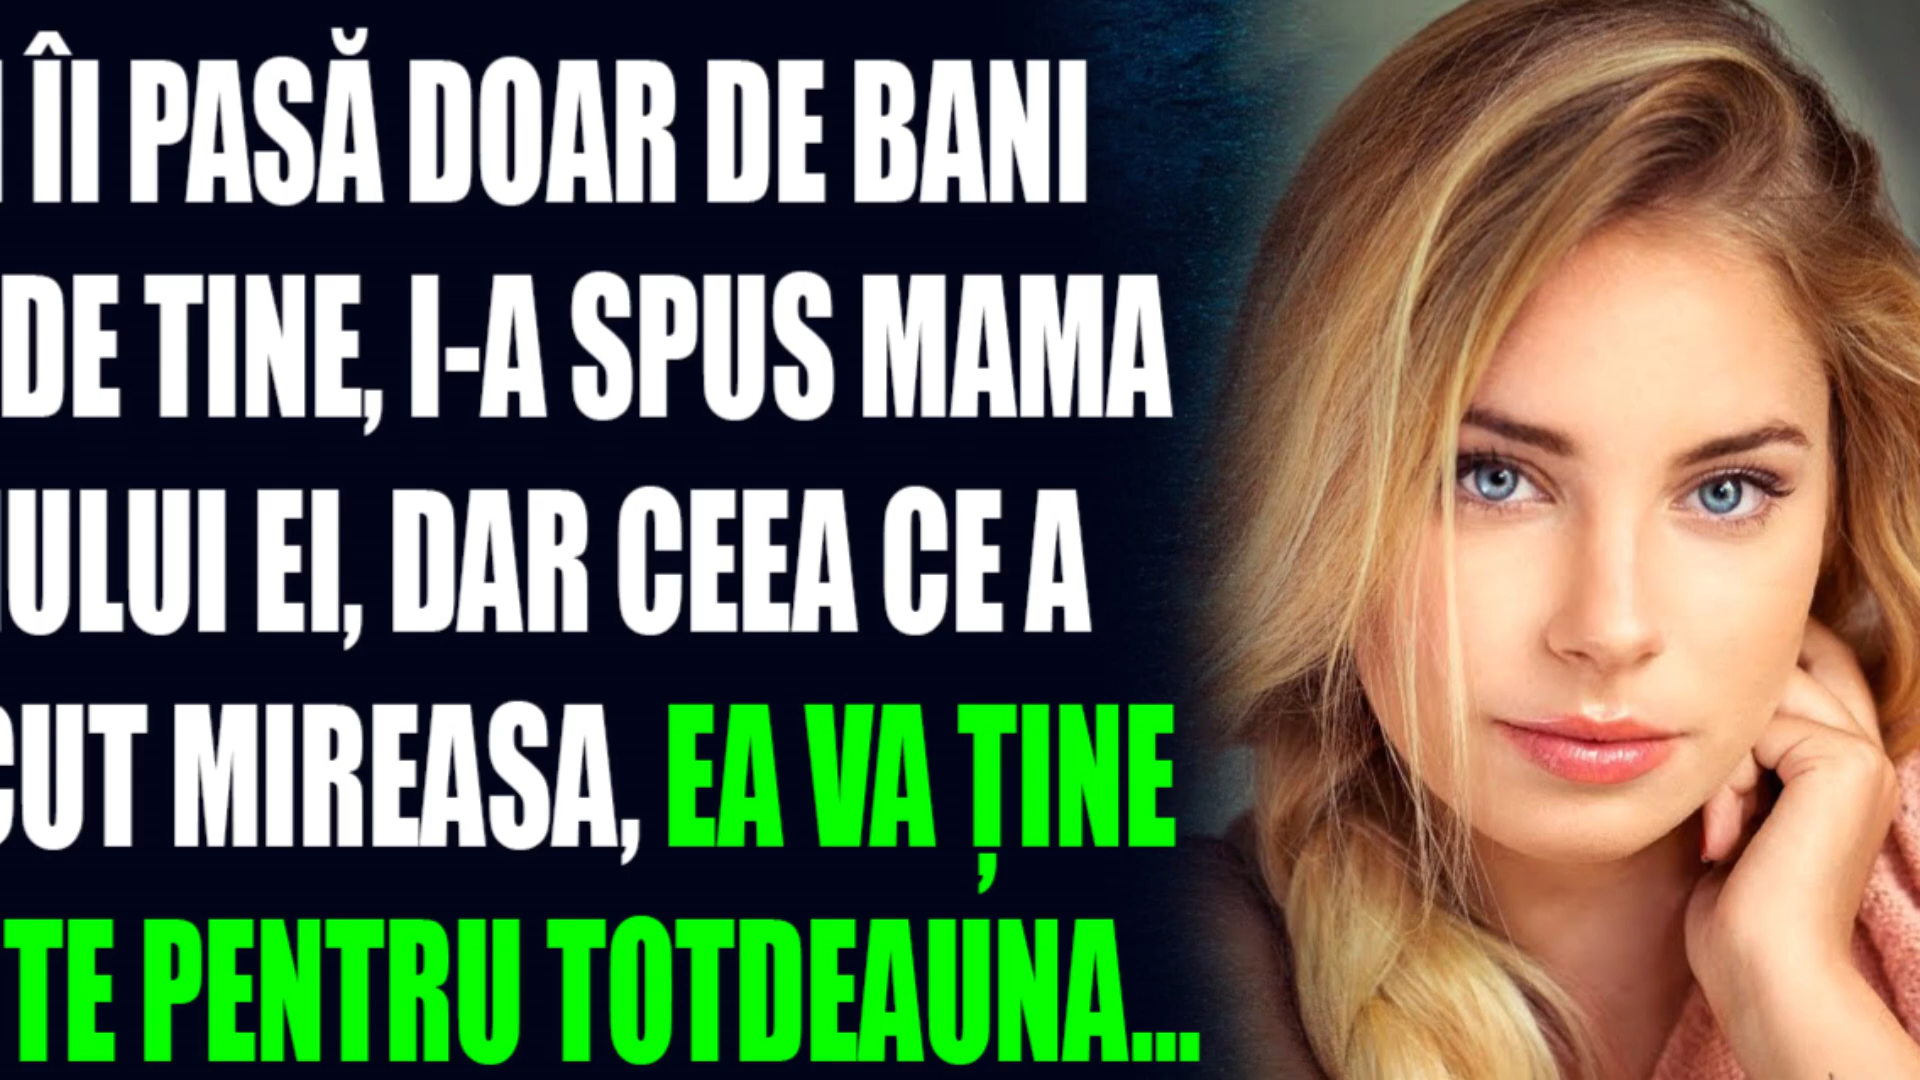 ÎI PASĂ DOAR DE BANI
DE TINE, I-A SPUS MAMA
ULUI EI, DAR CEEA CE A
CUT MIREASA, EA VA ȚINE
TE PENTRU TOTDEAUNA...